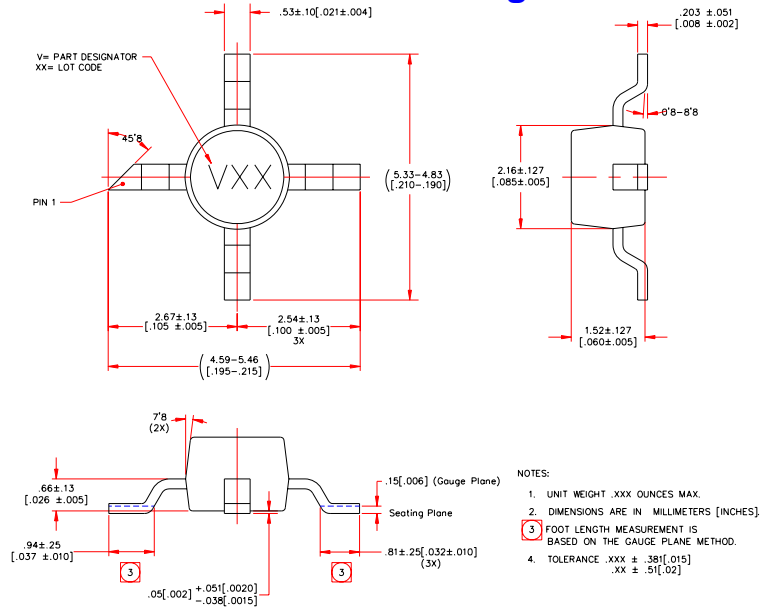 .53±.10[.021±.004]
.203 ±.051
[.008 ±.002]
V= PART DESIGNATOR
XX= LOT CODE
0°8-8°8
45°8
VXX
5.33-4.83
[.210-.190]
2.16±.127
[.085±.005]
PIN 1
2.67±.13
[.105 ±.005]
2.54±.13
[.100 ±.005]
3X
1.52±.127
[.060±.005]
4.59-5.46
[.195-.215]
7°8
(2X)
.66±.13
[.026 ±.005]
.15[.006] (Gauge Plane)
Seating Plane
.94±.25
[.037 ±.010]
3
3
.81±.25[.032±.010]
(3X)
.05[.002] +.051[.0020]
-.038[.0015]
NOTES:
1. UNIT WEIGHT .XXX OUNCES MAX.
2. DIMENSIONS ARE IN MILLIMETERS [INCHES].
3 FOOT LENGTH MEASUREMENT IS
BASED ON THE GAUGE PLANE METHOD.
4. TOLERANCE .XXX ± .381[.015]
.XX ± .51[.02]